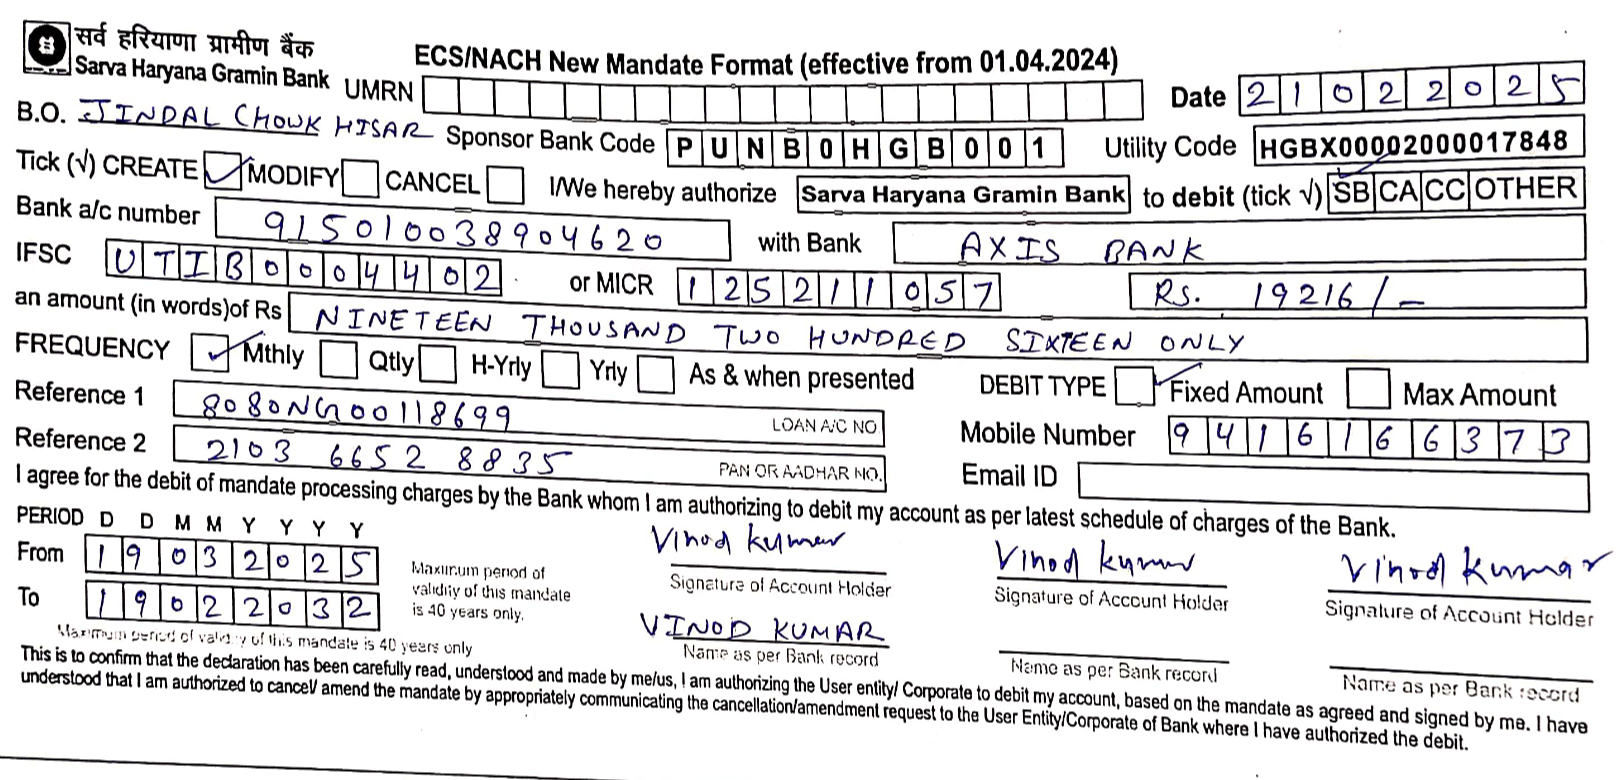 सर्व हरियाणा ग्रामीण बैंक
Sarva Haryana Gramin Bank
ECS/NACH New Mandate Format (effective from 01.04.2024)
UMRN Date 21022025
B.O. JINDAL CHOWK HISAR Sponsor Bank Code PUNB0HGB001 Utility Code HGBX00002000017848
Tick (√) CREATE ✓ MODIFY CANCEL I/We hereby authorize Sarva Haryana Gramin Bank to debit (tick √) SB ✓ CA CC OTHER
Bank a/c number 915010038904620 with Bank AXIS BANK
IFSC UTIB0004402 or MICR 125211057 RS. 19216/-
an amount (in words)of Rs NINETEEN THOUSAND TWO HUNDRED SIXTEEN ONLY
FREQUENCY ✓ Mthly Qtly H-Yrly Yrly As & when presented DEBIT TYPE ✓ Fixed Amount Max Amount
Reference 1 8080NG00118699 LOAN A/C NO Mobile Number 9416166373
Reference 2 2103 6652 8835 PAN OR AADHAR NO. Email ID
I agree for the debit of mandate processing charges by the Bank whom I am authorizing to debit my account as per latest schedule of charges of the Bank.
PERIOD D D M M Y Y Y Y
From 19032025
To 19022032
Maximum period of
validity of this mandate
is 40 years only.
Maximum period of validity of this mandate is 40 years only
Vinod kumar Vinod kumar Vinod kumar
Signature of Account Holder Signature of Account Holder Signature of Account Holder
VINOD KUMAR
Name as per Bank record Name as per Bank record Name as per Bank record
This is to confirm that the declaration has been carefully read, understood and made by me/us, I am authorizing the User entity/ Corporate to debit my account, based on the mandate as agreed and signed by me. I have
understood that I am authorized to cancel/ amend the mandate by appropriately communicating the cancellation/amendment request to the User Entity/Corporate of Bank where I have authorized the debit.